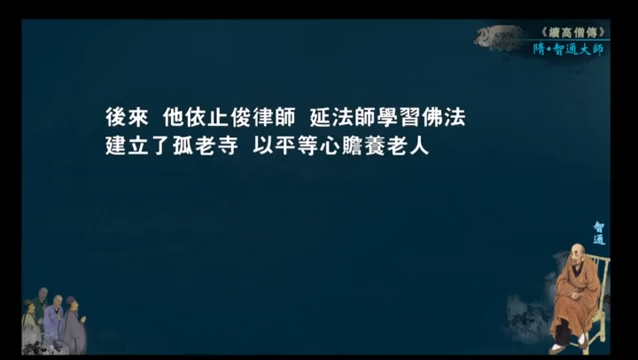 《續高僧傳》
隋•智通大師
後來 他依止俊律師 延法師學習佛法
建立了孤老寺 以平等心贍養老人
智通